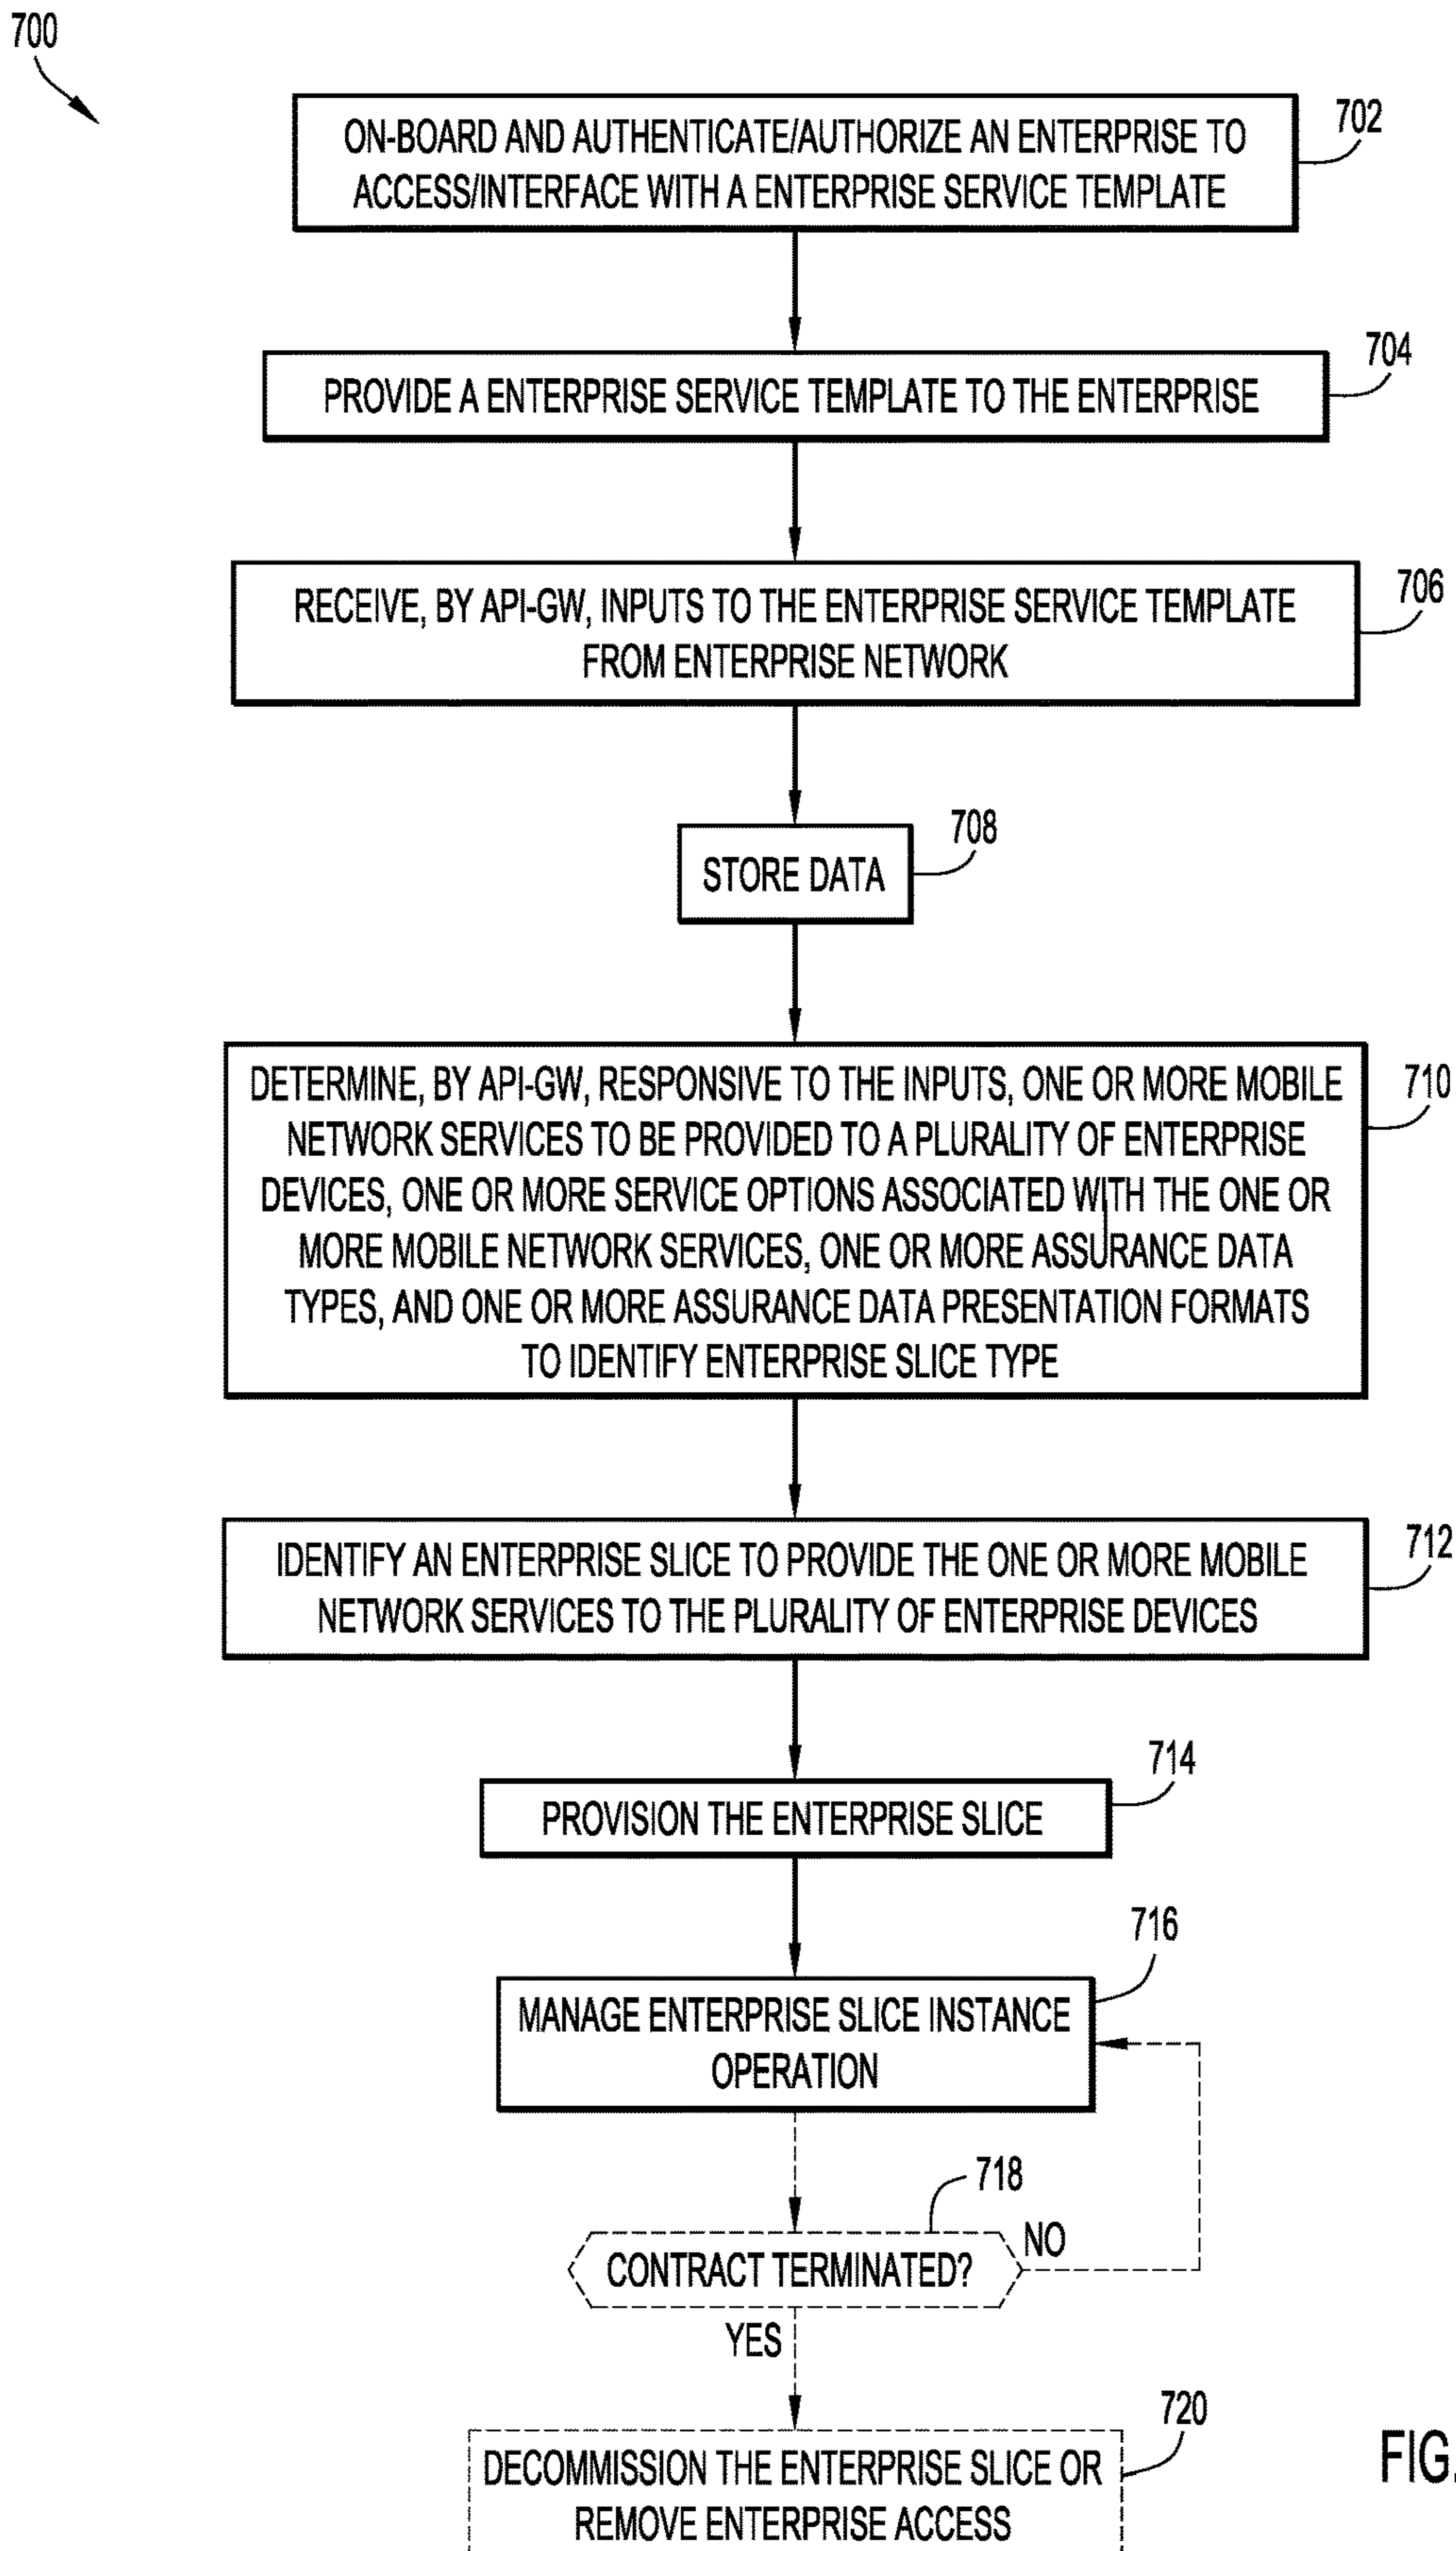 700
ON-BOARD AND AUTHENTICATE/AUTHORIZE AN ENTERPRISE TO
ACCESS/INTERFACE WITH A ENTERPRISE SERVICE TEMPLATE
702
PROVIDE A ENTERPRISE SERVICE TEMPLATE TO THE ENTERPRISE
704
RECEIVE, BY API-GW, INPUTS TO THE ENTERPRISE SERVICE TEMPLATE
FROM ENTERPRISE NETWORK
706
STORE DATA
708
DETERMINE, BY API-GW, RESPONSIVE TO THE INPUTS, ONE OR MORE MOBILE
NETWORK SERVICES TO BE PROVIDED TO A PLURALITY OF ENTERPRISE
DEVICES, ONE OR MORE SERVICE OPTIONS ASSOCIATED WITH THE ONE OR
MORE MOBILE NETWORK SERVICES, ONE OR MORE ASSURANCE DATA
TYPES, AND ONE OR MORE ASSURANCE DATA PRESENTATION FORMATS
TO IDENTIFY ENTERPRISE SLICE TYPE
710
IDENTIFY AN ENTERPRISE SLICE TO PROVIDE THE ONE OR MORE MOBILE
NETWORK SERVICES TO THE PLURALITY OF ENTERPRISE DEVICES
712
PROVISION THE ENTERPRISE SLICE
714
MANAGE ENTERPRISE SLICE INSTANCE
OPERATION
716
CONTRACT TERMINATED?
718
NO
YES
DECOMMISSION THE ENTERPRISE SLICE OR
REMOVE ENTERPRISE ACCESS
720
FIG.